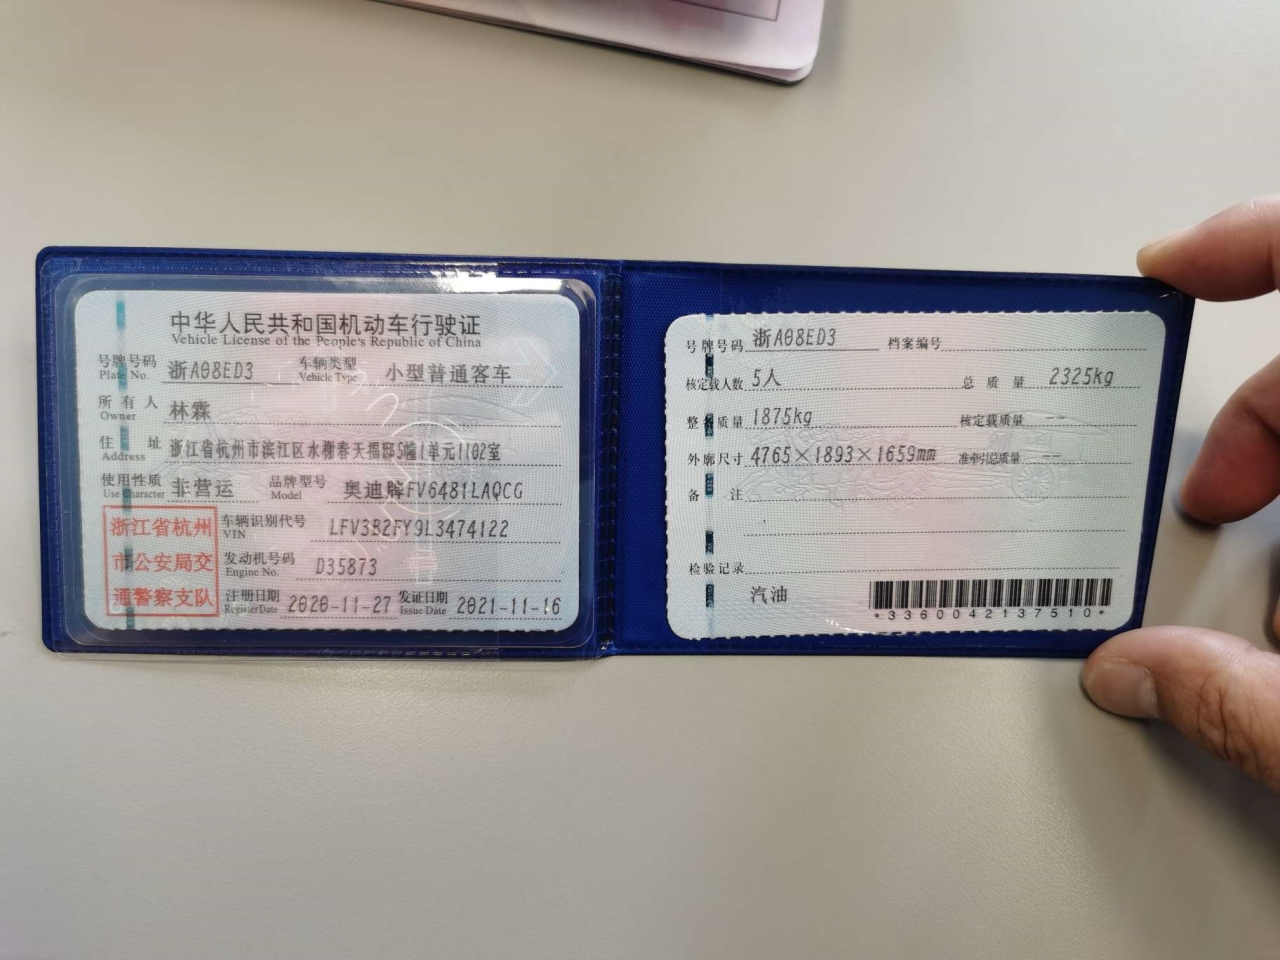 中华人民共和国机动车行驶证
Vehicle License of the People's Republic of China
号牌号码 浙A08ED3 车辆类型 小型普通客车
Plate No. Vehicle Type
所有人 林霖
Owner
住址 浙江省杭州市滨江区水榭春天福邸5幢1单元1102室
Address
使用性质 非营运 品牌型号 奥迪牌FV6481LAQCG
Use Character Model
浙江省杭州
市公安局交
通警察支队
车辆识别代号 LFV3B2FY9L3474122
VIN
发动机号码 D35873
Engine No.
注册日期 2020-11-27 发证日期 2021-11-16
Register Date Issue Date
号牌号码 浙A08ED3 档案编号
核定载人数 5人 总质量 2325kg
整备质量 1875kg 核定载质量 --
外廓尺寸 4765×1893×1659mm 准牵引总质量 --
备注
检验记录
汽油
*3360042137510*